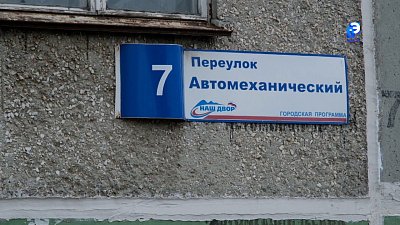 7
Переулок
Автомеханический
НАШ ДВОР
ГОРОДСКАЯ ПРОГРАММА